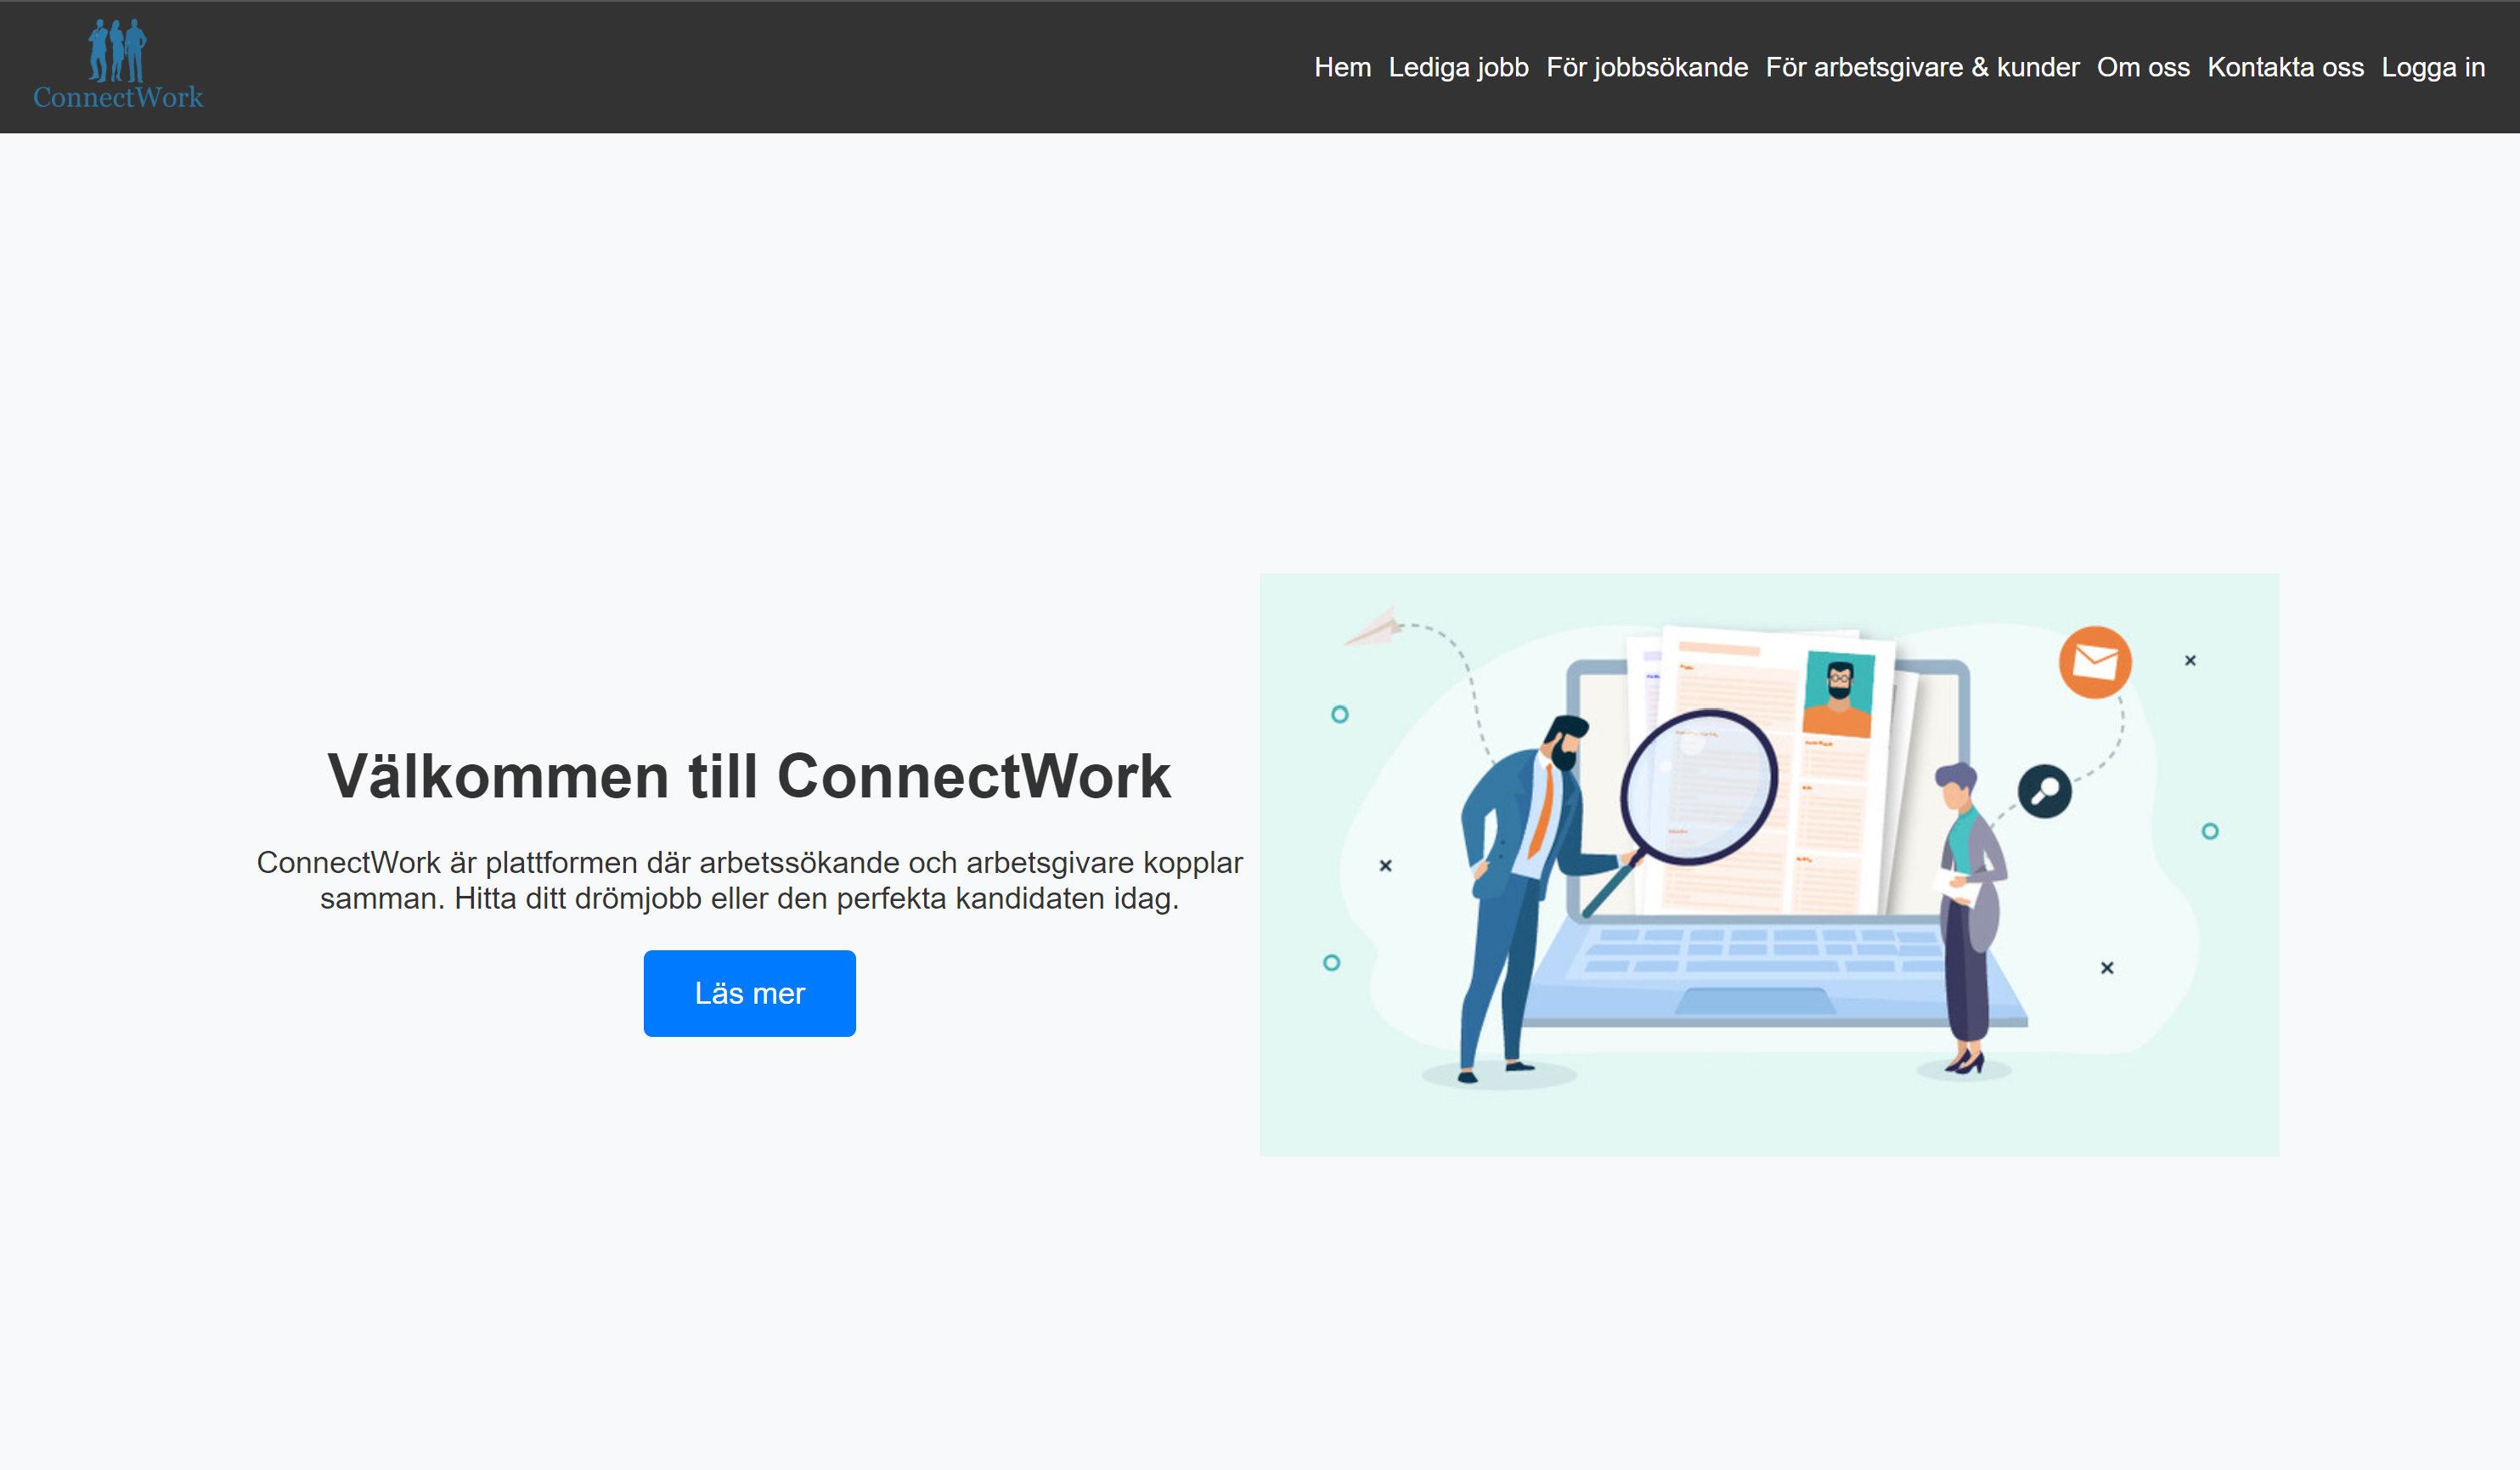 ConnectWork
Hem Lediga jobb För jobbsökande För arbetsgivare & kunder Om oss Kontakta oss Logga in
Välkommen till ConnectWork
ConnectWork är plattformen där arbetssökande och arbetsgivare kopplar
samman. Hitta ditt drömjobb eller den perfekta kandidaten idag.
Läs mer